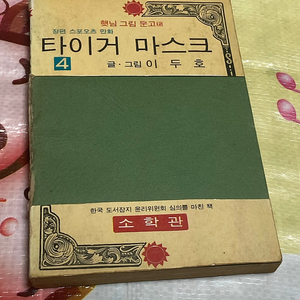 햇님 그림 문고
장편 스포오츠 만화
타이거 마스크
4
글·그림 이 두 호
한국 도서잡지 윤리위원회 심의를 마친 책
소학관